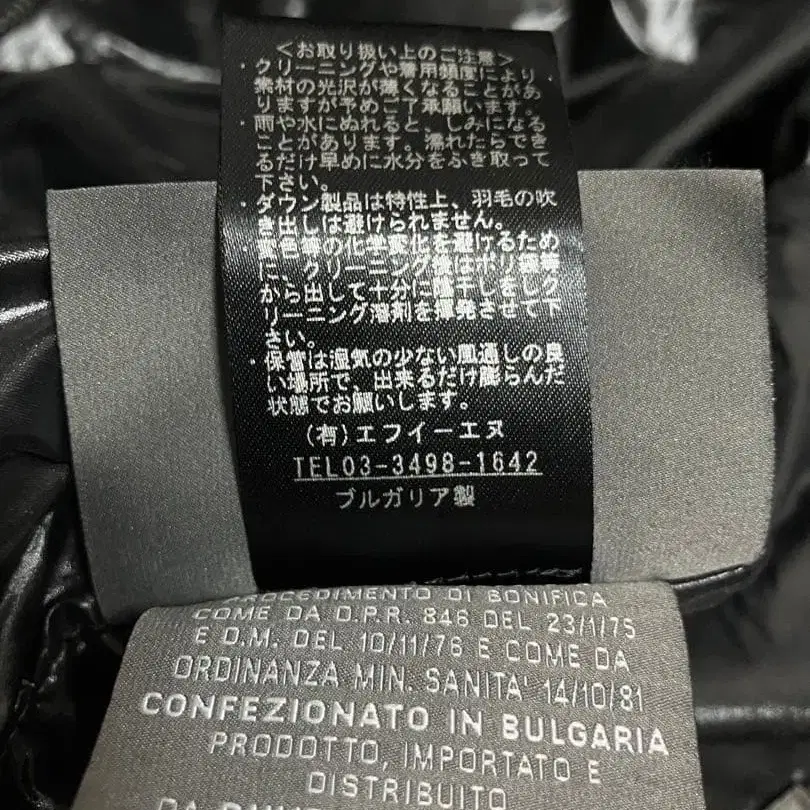 ＜お取り扱い上のご注意＞
・クリーニングや着用頻度により
素材の光沢が薄くなることがあ
りますが予めご了承願います。
・雨や水にぬれると、しみになる
ことがあります。濡れたらでき
るだけ早めに水分をふき取って
下さい。
・ダウン製品は特性上、羽毛の吹
き出しは避けられません。
・変色等の化学変化を避けるため
に、クリーニング後はポリ袋等
から出して十分に陰干しをしク
リーニング溶剤を揮発させて下
さい。
・保管は湿気の少ない風通しの良
い場所で、出来るだけ膨らんだ
状態でお願いします。
(有)エフイーエヌ
TEL03-3498-1642
ブルガリア製
PROCEDIMENTO DI BONIFICA
COME DA D.P.R. 846 DEL 23/1/75
E D.M. DEL 10/11/76 E COME DA
ORDINANZA MIN. SANITA' 14/10/81
CONFEZIONATO IN BULGARIA
PRODOTTO, IMPORTATO E
DISTRIBUITO
DA